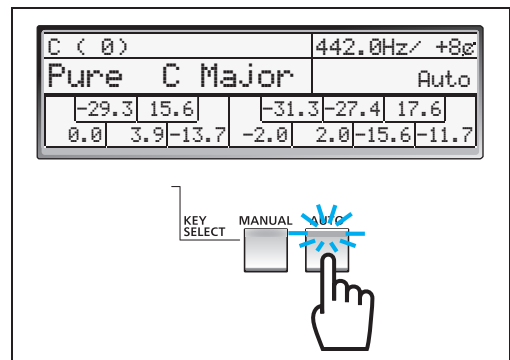 C ( 0) 442.0Hz/ +8¢
Pure C Major Auto
-29.3 15.6 -31.3 -27.4 17.6
0.0 3.9 -13.7 -2.0 2.0 -15.6 -11.7
KEY SELECT MANUAL AUTO